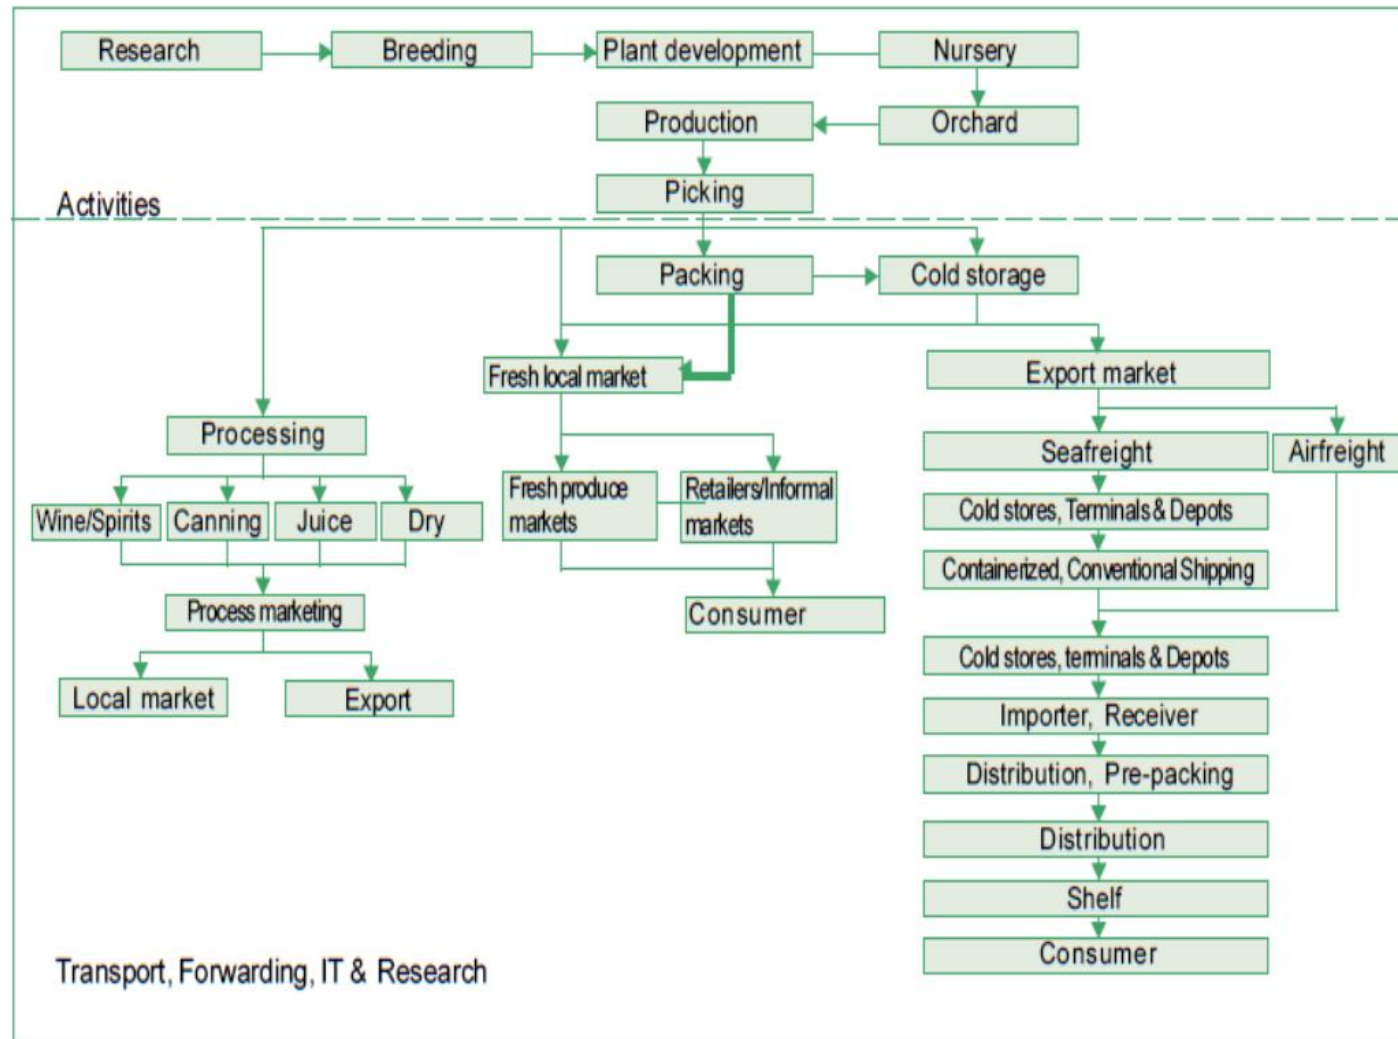 Research
Breeding
Plant development
Nursery
Production
Orchard
Picking
Activities
Packing
Cold storage
Fresh local market
Export market
Processing
Seafreight
Airfreight
Fresh produce
markets
Retailers/Informal
markets
Wine/Spirits
Canning
Juice
Dry
Cold stores, Terminals & Depots
Containerized, Conventional Shipping
Process marketing
Consumer
Cold stores, terminals & Depots
Local market
Export
Importer, Receiver
Distribution, Pre-packing
Distribution
Shelf
Consumer
Transport, Forwarding, IT & Research